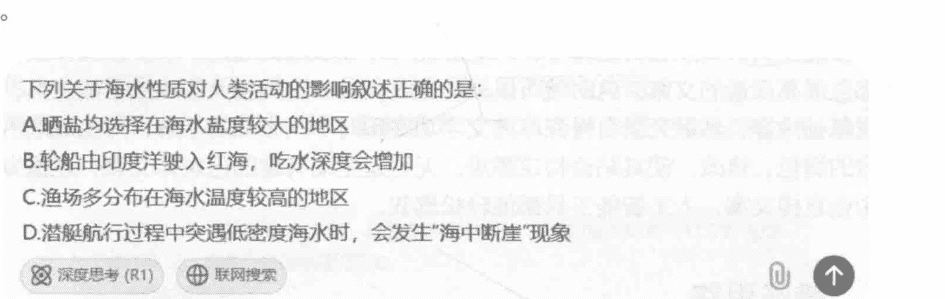 。
下列关于海水性质对人类活动的影响叙述正确的是：
A.晒盐均选择在海水盐度较大的地区
B.轮船由印度洋驶入红海，吃水深度会增加
C.渔场多分布在海水温度较高的地区
D.潜艇航行过程中突遇低密度海水时，会发生“海中断崖”现象
深度思考 (R1) 联网搜索